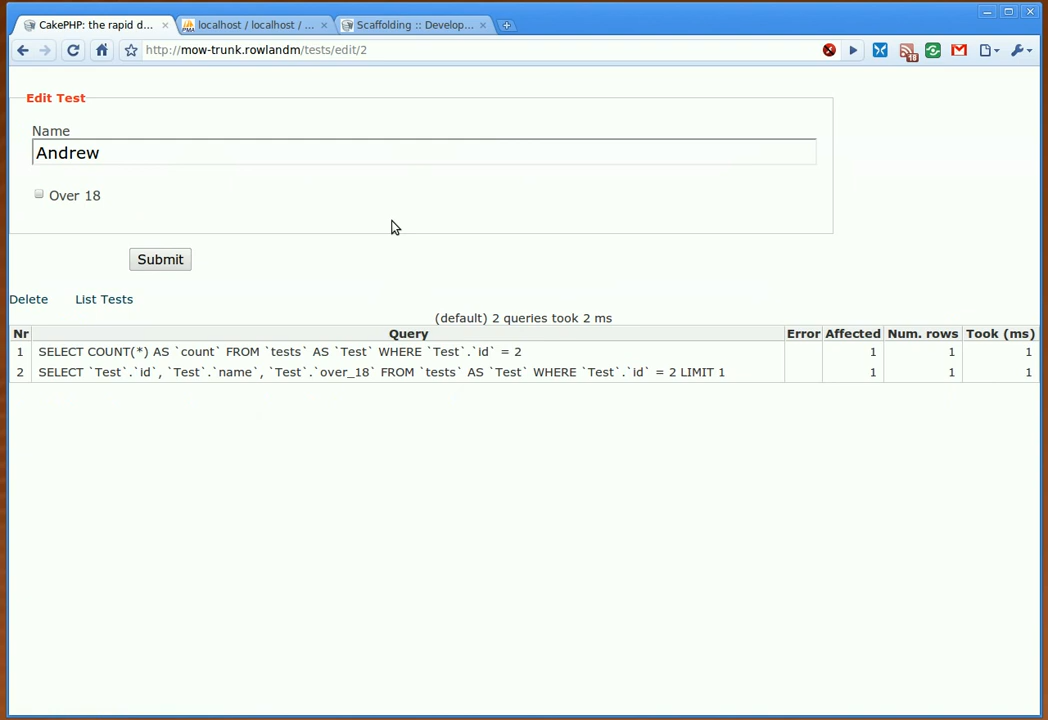 CakePHP: the rapid d...
localhost / localhost / ...
Scaffolding :: Develop...
http://mow-trunk.rowlandm/tests/edit/2
18
Edit Test
Name
Andrew
Over 18
Submit
Delete List Tests
(default) 2 queries took 2 ms
Nr Query Error Affected Num. rows Took (ms)
1 SELECT COUNT(*) AS `count` FROM `tests` AS `Test` WHERE `Test`.`id` = 2 1 1 1
2 SELECT `Test`.`id`, `Test`.`name`, `Test`.`over_18` FROM `tests` AS `Test` WHERE `Test`.`id` = 2 LIMIT 1 1 1 1